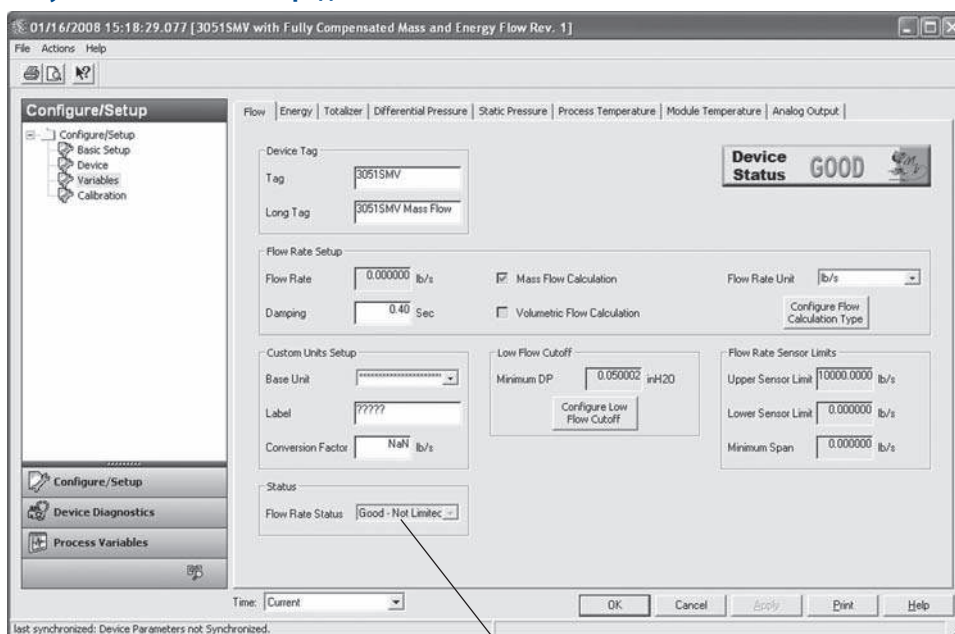 01/16/2008 15:18:29.077 [3051SMV with Fully Compensated Mass and Energy Flow Rev. 1]
File Actions Help
Configure/Setup
Configure/Setup
Basic Setup
Device
Variables
Calibration
Configure/Setup
Device Diagnostics
Process Variables
Flow Energy Totalizer Differential Pressure Static Pressure Process Temperature Module Temperature Analog Output
Device Tag
Tag 3051SMV
Long Tag 3051SMV Mass Flow
Device Status GOOD
Flow Rate Setup
Flow Rate 0.000000 lb/s
Mass Flow Calculation
Flow Rate Unit lb/s
Damping 0.40 Sec
Volumetric Flow Calculation
Configure Flow
Calculation Type
Custom Units Setup
Base Unit
Label ?????
Conversion Factor NaN lb/s
Low Flow Cutoff
Minimum DP 0.050002 inH2O
Configure Low
Flow Cutoff
Flow Rate Sensor Limits
Upper Sensor Limit 10000.0000 lb/s
Lower Sensor Limit 0.000000 lb/s
Minimum Span 0.000000 lb/s
Status
Flow Rate Status Good - Not Limitec
Time: Current
OK Cancel Apply Print Help
last synchronized: Device Parameters not Synchronized.